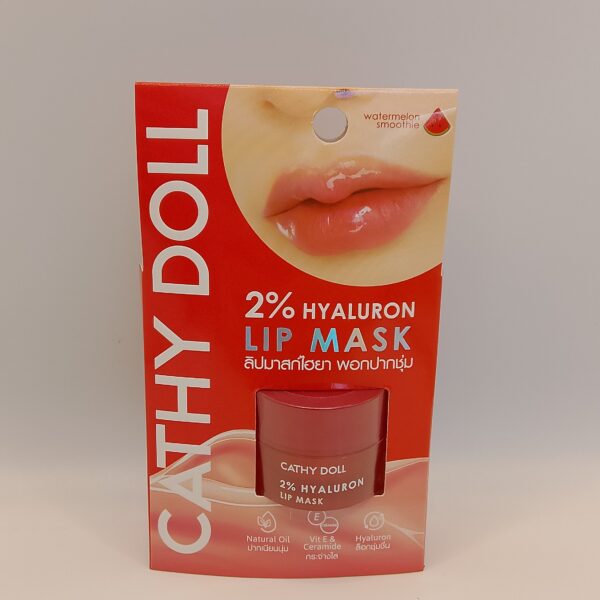 CATHY DOLL
watermelon
smoothie
2% HYALURON
LIP MASK
ลิปมาสก์ไฮยา พอกปากชุ่ม
CATHY DOLL
2% HYALURON
LIP MASK
E
Natural Oil
ปากเนียนนุ่ม
Vit E &
Ceramide
กระจ่างใส
Hyaluron
ล็อกชุ่มชื้น